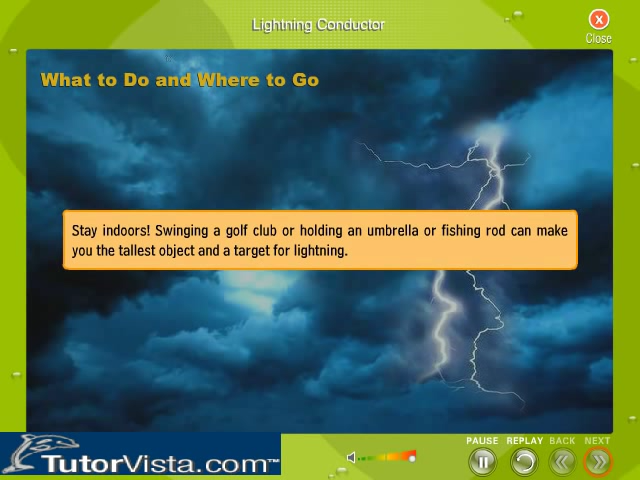 Lightning Conductor
X
Close
What to Do and Where to Go
Stay indoors! Swinging a golf club or holding an umbrella or fishing rod can make
you the tallest object and a target for lightning.
PAUSE REPLAY BACK NEXT
TutorVista.com™